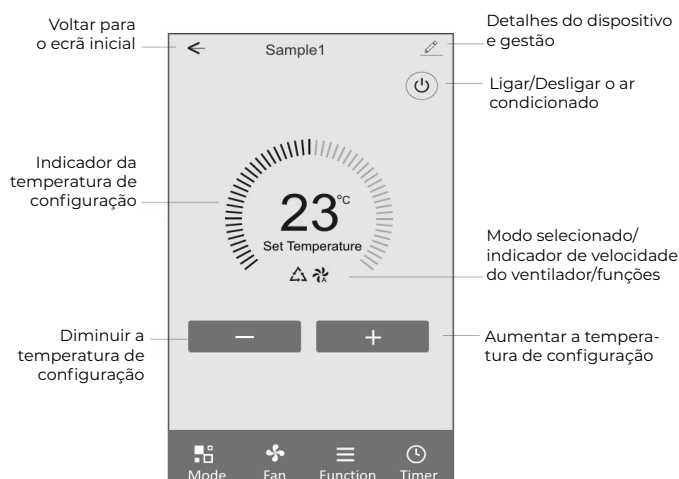 Voltar para
o ecrã inicial
Sample1
Detalhes do dispositivo
e gestão
Ligar/Desligar o ar
condicionado
Indicador da
temperatura de
configuração
23°C
Set Temperature
A
Modo selecionado/
indicador de velocidade
do ventilador/funções
Diminuir a
temperatura de
configuração
Aumentar a tempera-
tura de configuração
Mode Fan Function Timer